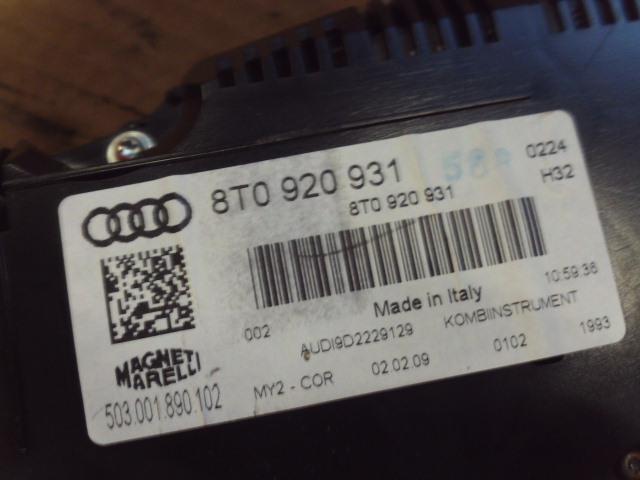 8T0 920 931
8T0 920 931
0224
H32
002
Made in Italy
10:59:36
AUDI9D2229129
KOMBIINSTRUMENT
MAGNETI
MARELLI
503.001.890.102
MY2 - COR
02.02.09
0102
1993